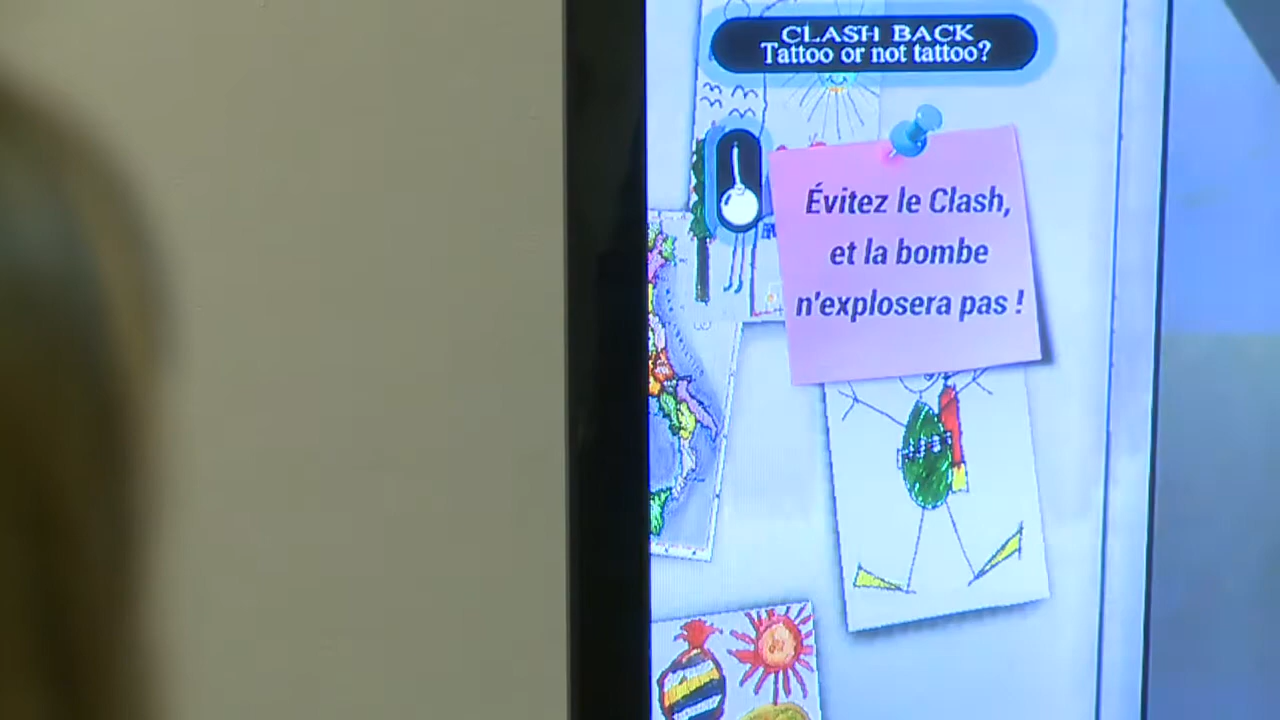 CLASH BACK
Tattoo or not tattoo?
Évitez le Clash,
et la bombe
n'explosera pas !